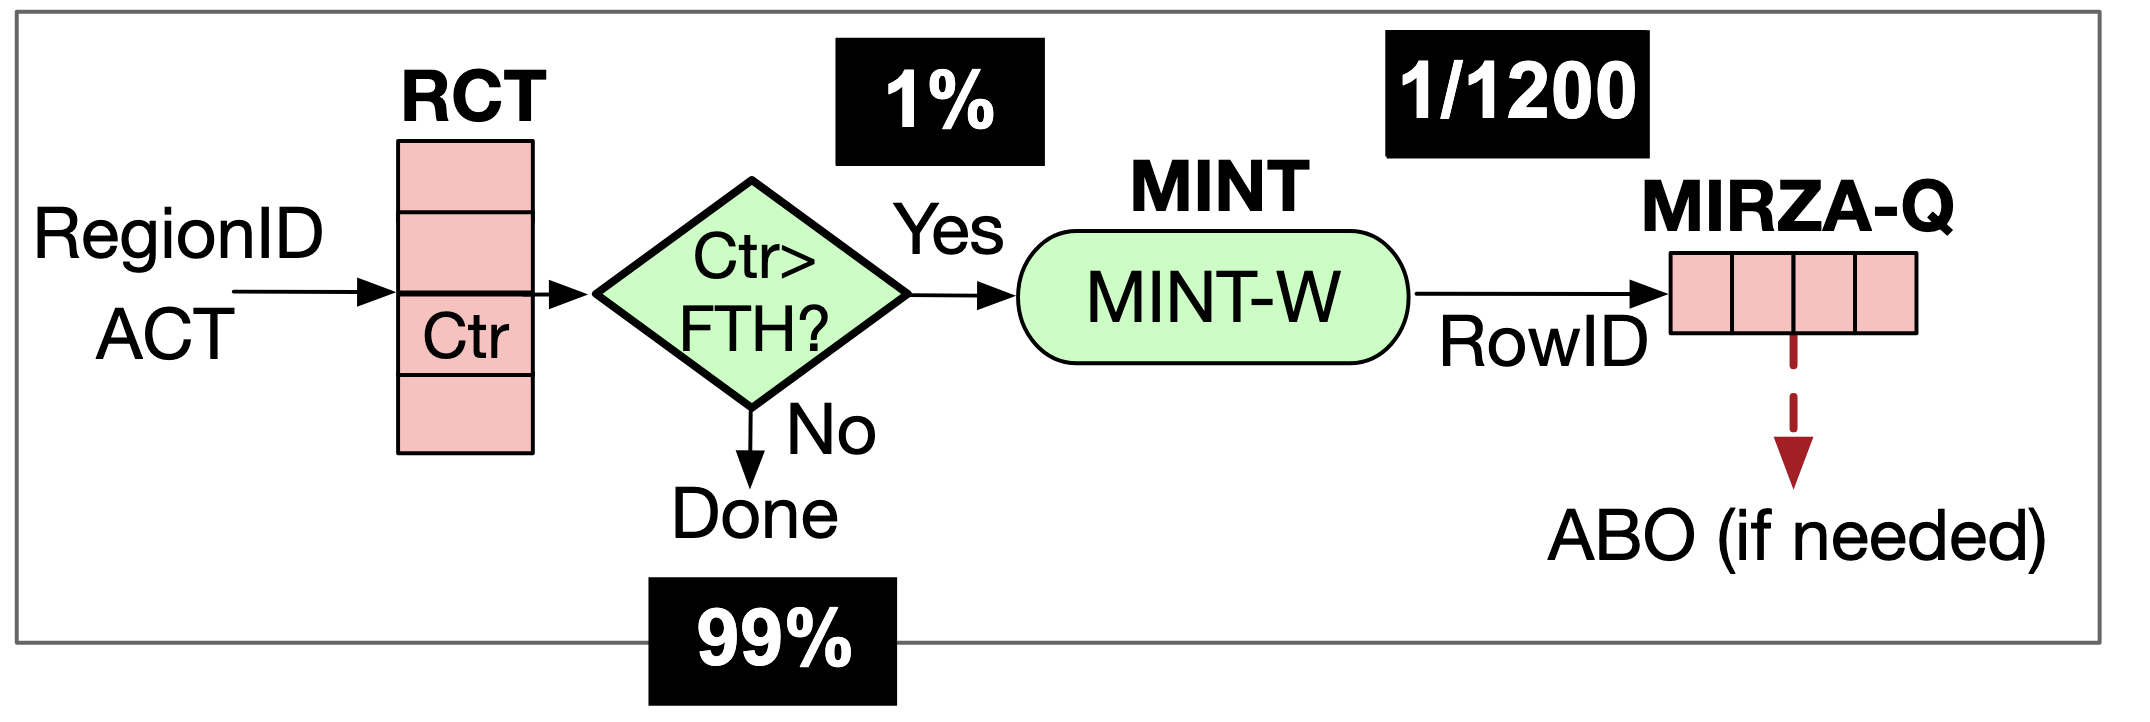 RCT
1%
1/1200
RegionID
ACT
Ctr
Ctr>
FTH?
Yes
No
Done
99%
MINT
MINT-W
RowID
MIRZA-Q
ABO (if needed)